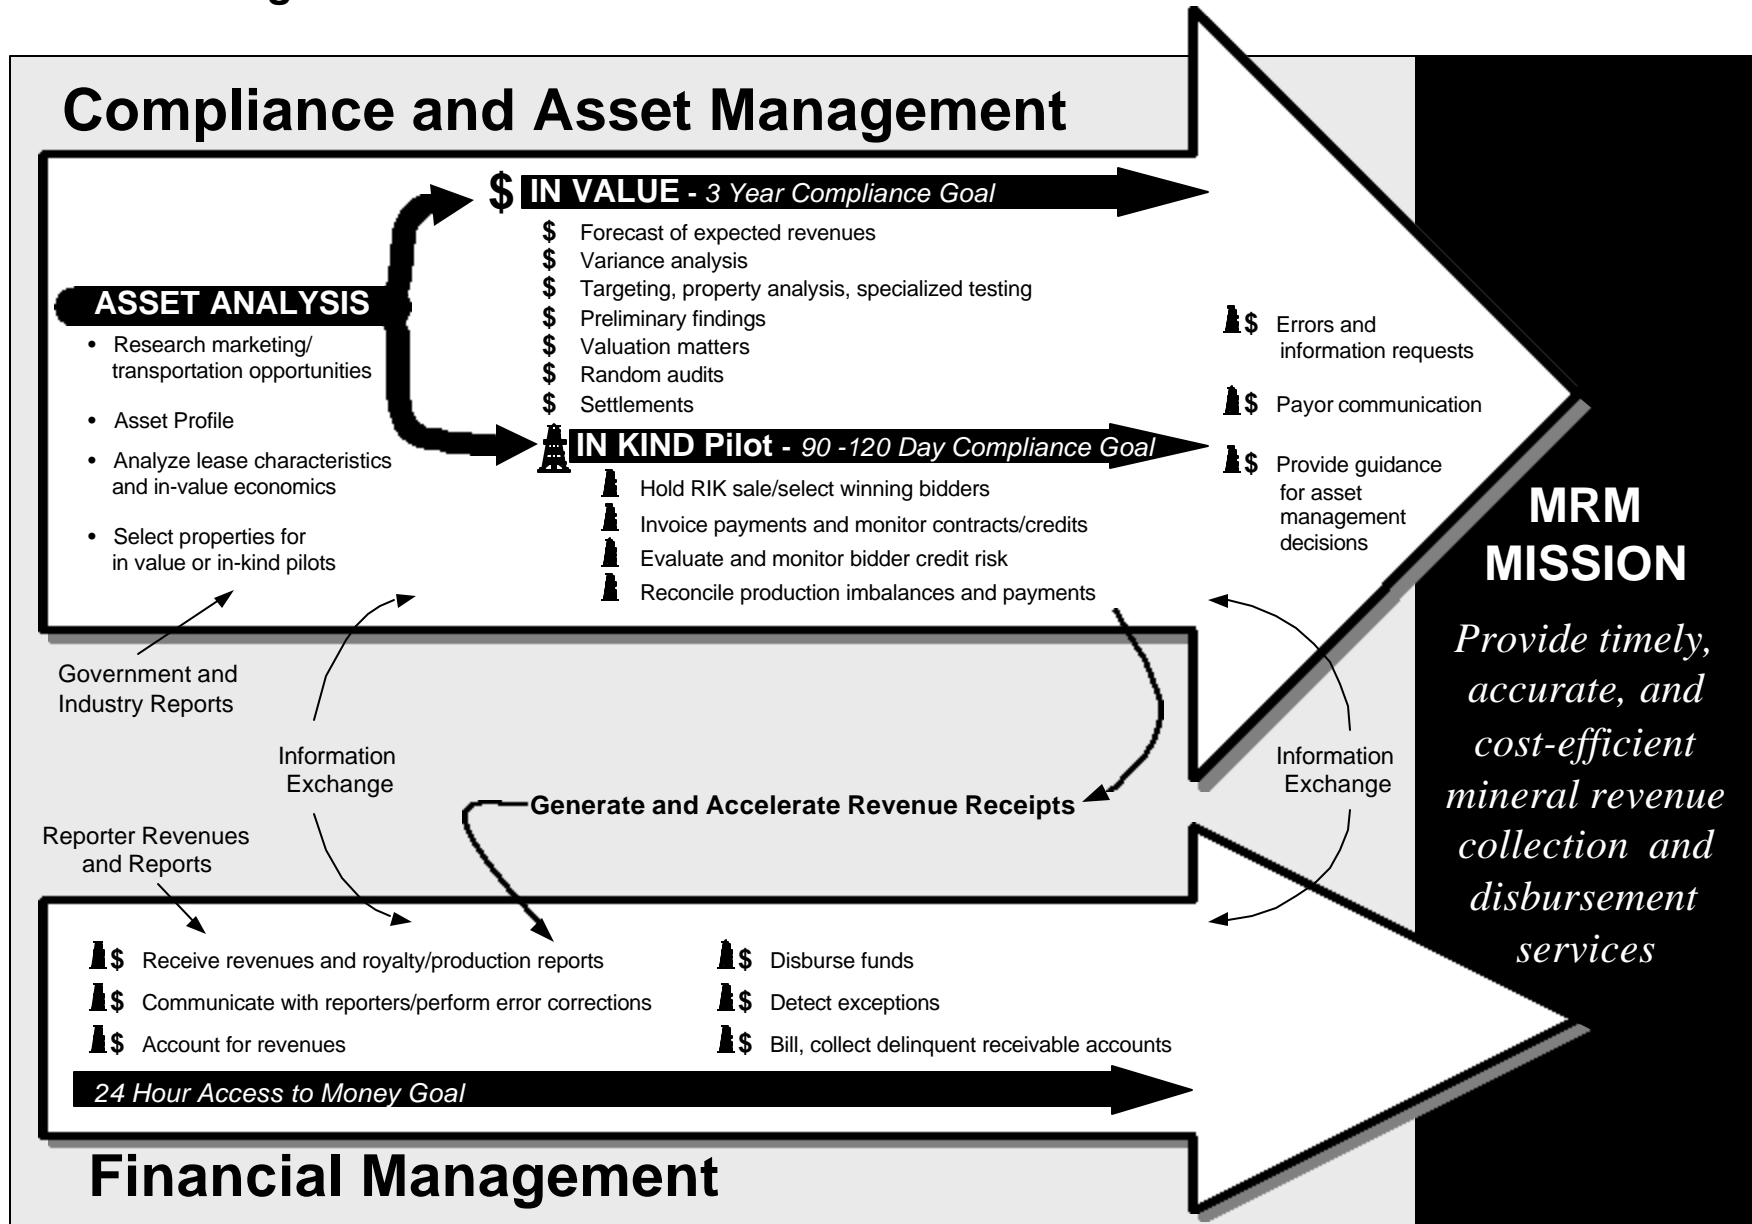 Compliance and Asset Management
$ IN VALUE - 3 Year Compliance Goal
$ Forecast of expected revenues
$ Variance analysis
$ Targeting, property analysis, specialized testing
$ Preliminary findings
$ Valuation matters
$ Random audits
$ Settlements
ASSET ANALYSIS
• Research marketing/
transportation opportunities
• Asset Profile
• Analyze lease characteristics
and in-value economics
• Select properties for
in value or in-kind pilots
IN KIND Pilot - 90 -120 Day Compliance Goal
Hold RIK sale/select winning bidders
Invoice payments and monitor contracts/credits
Evaluate and monitor bidder credit risk
Reconcile production imbalances and payments
$ Errors and
information requests
$ Payor communication
$ Provide guidance
for asset
management
decisions
Government and
Industry Reports
Information
Exchange
Generate and Accelerate Revenue Receipts
Information
Exchange
Reporter Revenues
and Reports
$ Receive revenues and royalty/production reports
$ Communicate with reporters/perform error corrections
$ Account for revenues
$ Disburse funds
$ Detect exceptions
$ Bill, collect delinquent receivable accounts
24 Hour Access to Money Goal
Financial Management
MRM
MISSION
Provide timely,
accurate, and
cost-efficient
mineral revenue
collection and
disbursement
services